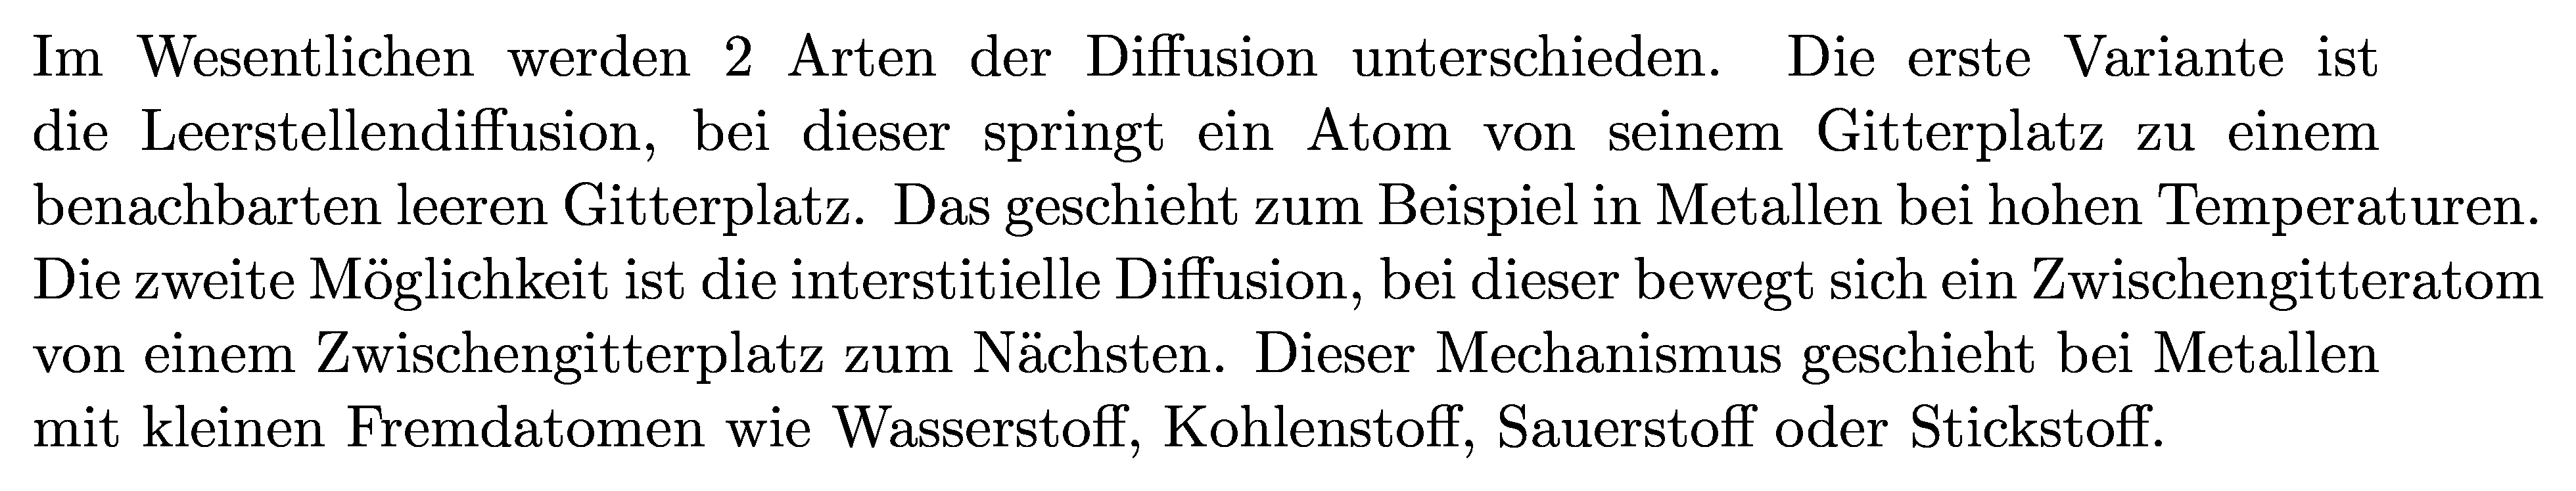 Im Wesentlichen werden 2 Arten der Diffusion unterschieden. Die erste Variante ist
die Leerstellendiffusion, bei dieser springt ein Atom von seinem Gitterplatz zu einem
benachbarten leeren Gitterplatz. Das geschieht zum Beispiel in Metallen bei hohen Temperaturen.
Die zweite Möglichkeit ist die interstitielle Diffusion, bei dieser bewegt sich ein Zwischengitteratom
von einem Zwischengitterplatz zum Nächsten. Dieser Mechanismus geschieht bei Metallen
mit kleinen Fremdatomen wie Wasserstoff, Kohlenstoff, Sauerstoff oder Stickstoff.